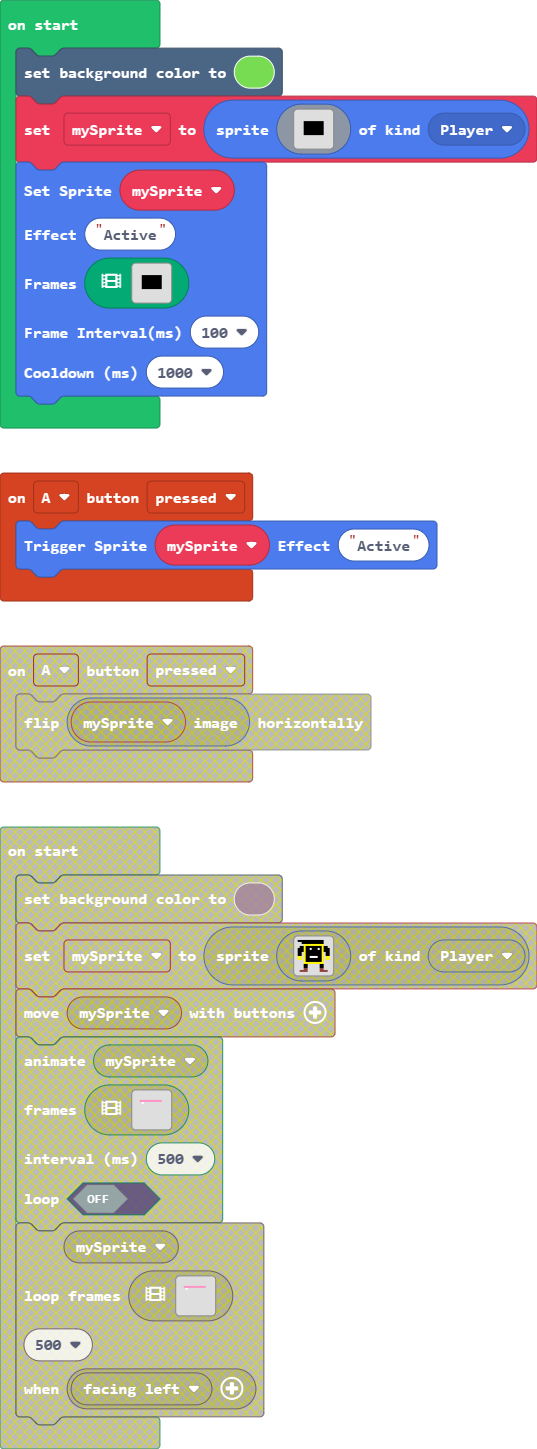 on start
set background color to
set mySprite to sprite of kind Player
Set Sprite mySprite
Effect "Active"
Frames
Frame Interval(ms) 100
Cooldown (ms) 1000
on A button pressed
Trigger Sprite mySprite Effect "Active"
on A button pressed
flip mySprite image horizontally
on start
set background color to
set mySprite to sprite of kind Player
move mySprite with buttons
animate mySprite
frames
interval (ms) 500
loop OFF
mySprite
loop frames
500
when facing left